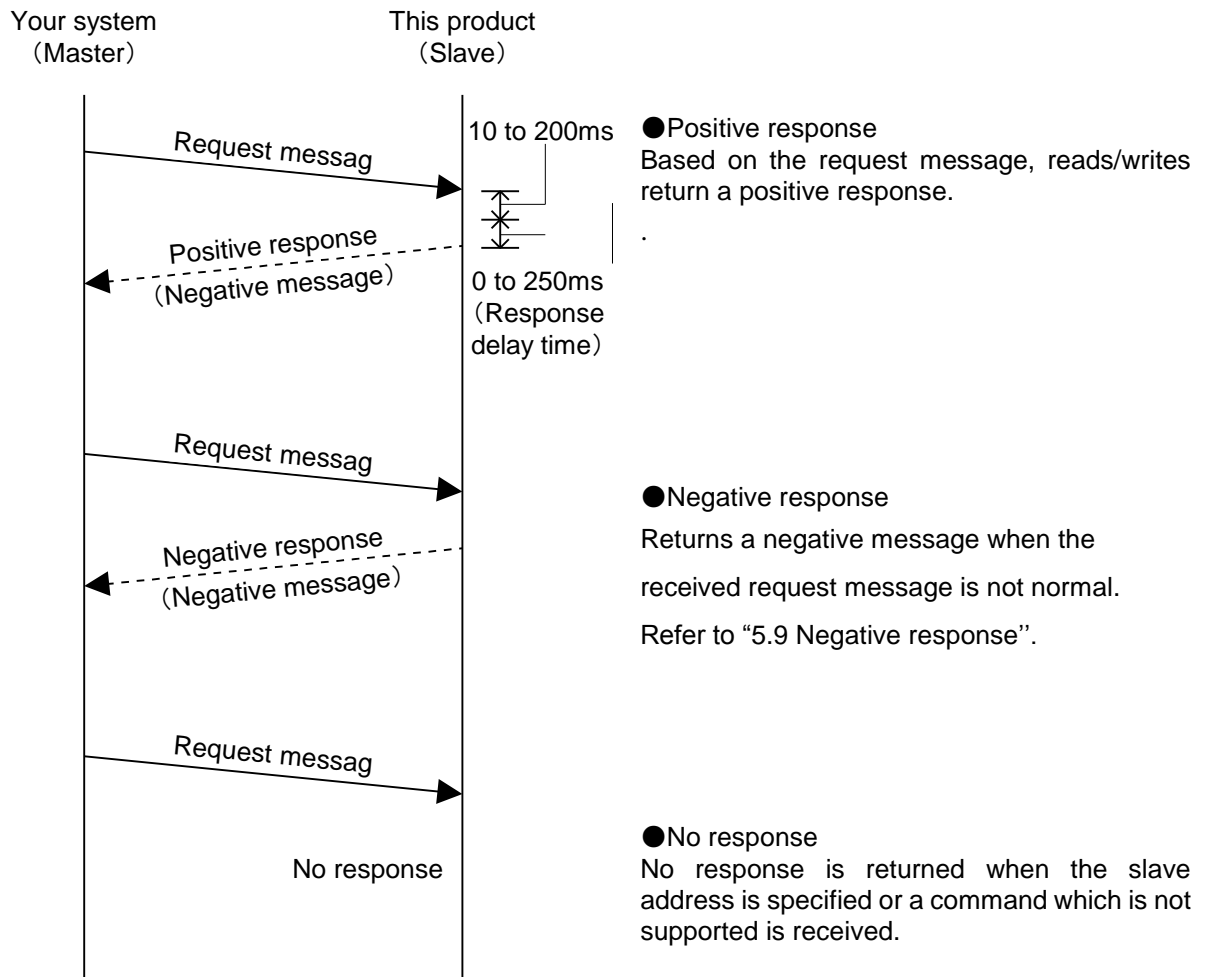 Your system
（Master）
This product
（Slave）
Request messag
10 to 200ms
●Positive response
Based on the request message, reads/writes
return a positive response.
.
Positive response
（Negative message）
0 to 250ms
（Response
delay time）
Request messag
●Negative response
Returns a negative message when the
received request message is not normal.
Refer to “5.9 Negative response’’.
Negative response
（Negative message）
Request messag
No response
●No response
No response is returned when the slave
address is specified or a command which is not
supported is received.